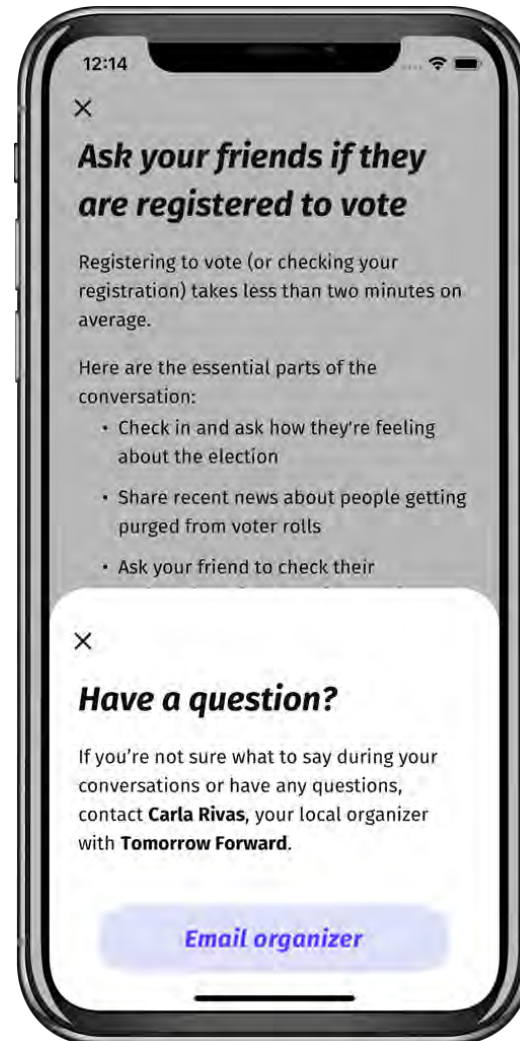 12:14
Ask your friends if they
are registered to vote
Registering to vote (or checking your
registration) takes less than two minutes on
average.
Here are the essential parts of the
conversation:
• Check in and ask how they're feeling
about the election
• Share recent news about people getting
purged from voter rolls
• Ask your friend to check their
Have a question?
If you're not sure what to say during your
conversations or have any questions,
contact Carla Rivas, your local organizer
with Tomorrow Forward.
Email organizer